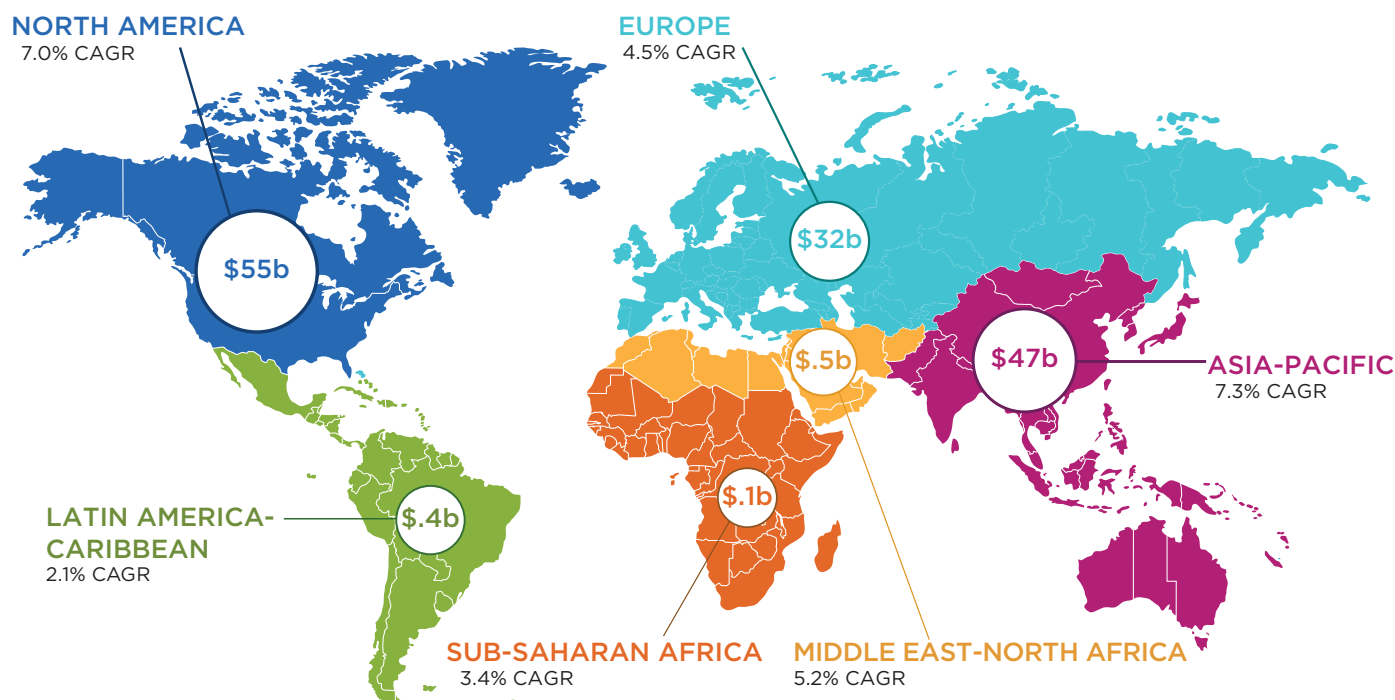 NORTH AMERICA
7.0% CAGR
EUROPE
4.5% CAGR
$55b
$32b
$.5b
$47b
ASIA-PACIFIC
7.3% CAGR
$.1b
$.4b
LATIN AMERICA-
CARIBBEAN
2.1% CAGR
SUB-SAHARAN AFRICA
3.4% CAGR
MIDDLE EAST-NORTH AFRICA
5.2% CAGR